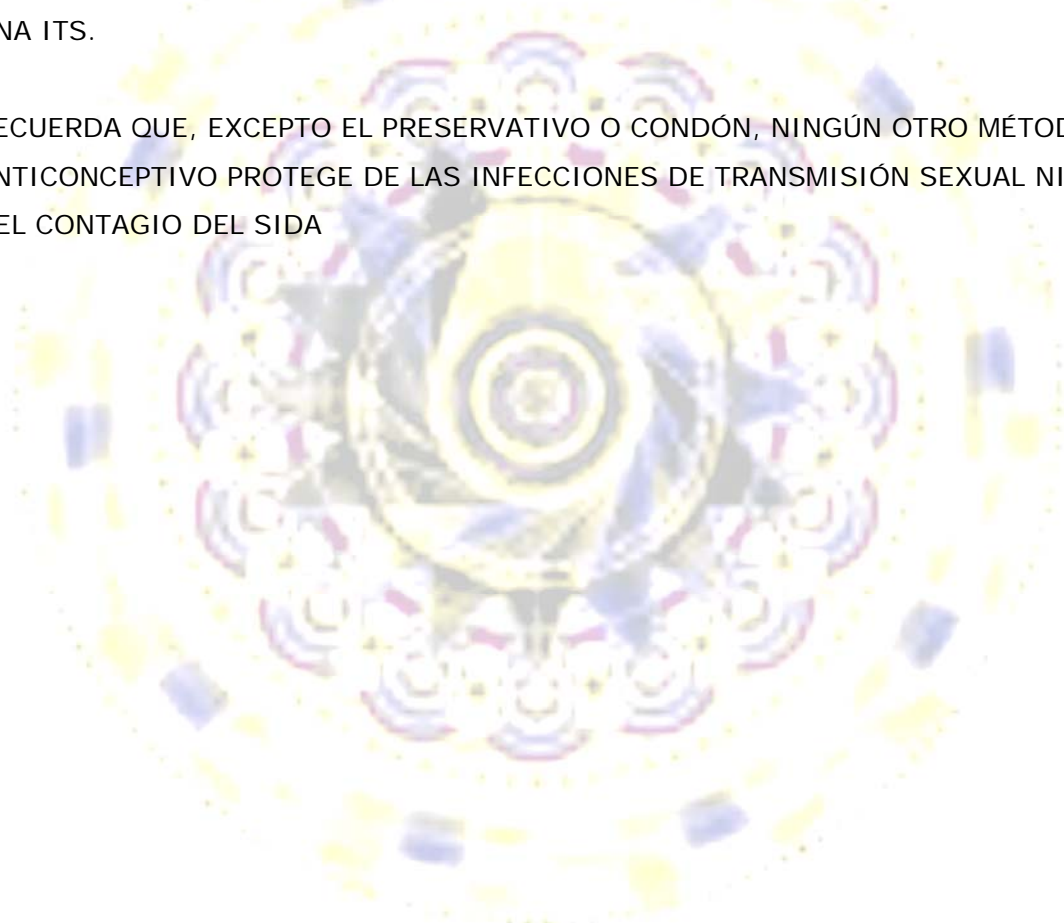 NA ITS.
ECUERDA QUE, EXCEPTO EL PRESERVATIVO O CONDÓN, NINGÚN OTRO MÉTOD
NTICONCEPTIVO PROTEGE DE LAS INFECCIONES DE TRANSMISIÓN SEXUAL NI
EL CONTAGIO DEL SIDA